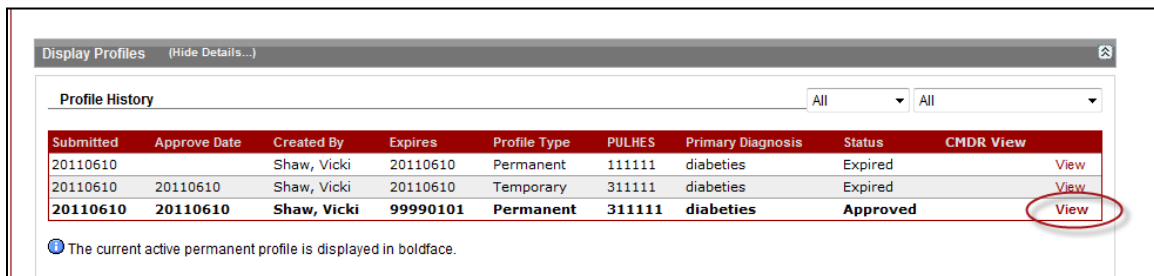 Display Profiles (Hide Details...)
Profile History All All
Submitted Approve Date Created By Expires Profile Type PULHES Primary Diagnosis Status CMDR View
20110610 Shaw, Vicki 20110610 Permanent 111111 diabeties Expired View
20110610 20110610 Shaw, Vicki 20110610 Temporary 311111 diabeties Expired View
20110610 20110610 Shaw, Vicki 99990101 Permanent 311111 diabeties Approved View
The current active permanent profile is displayed in boldface.